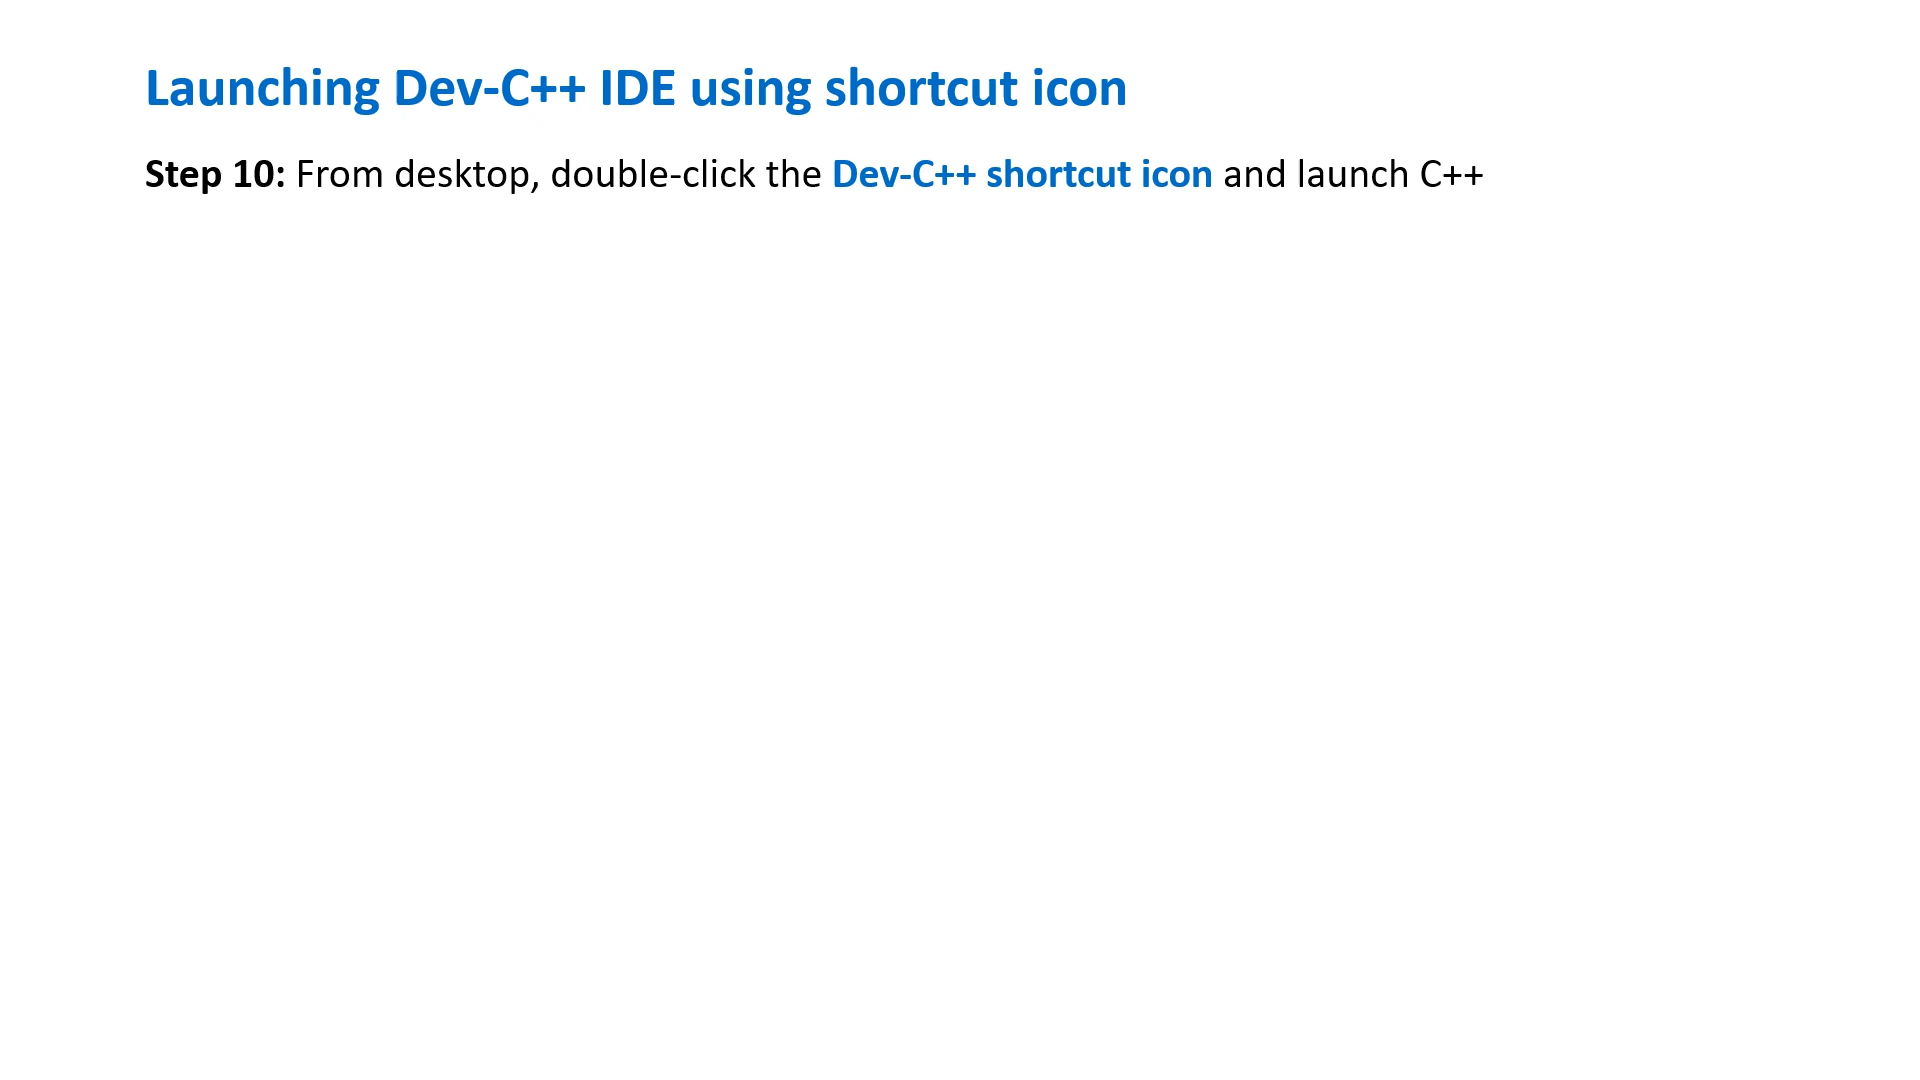 Launching Dev-C++ IDE using shortcut icon
Step 10: From desktop, double-click the Dev-C++ shortcut icon and launch C++